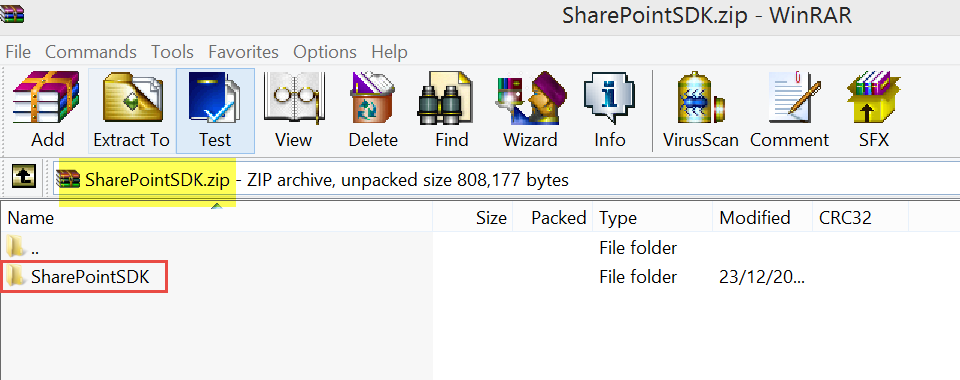 SharePointSDK.zip - WinRAR
File Commands Tools Favorites Options Help
Add Extract To Test View Delete Find Wizard Info VirusScan Comment SFX
SharePointSDK.zip - ZIP archive, unpacked size 808,177 bytes
Name Size Packed Type Modified CRC32
.. File folder
SharePointSDK File folder 23/12/20...